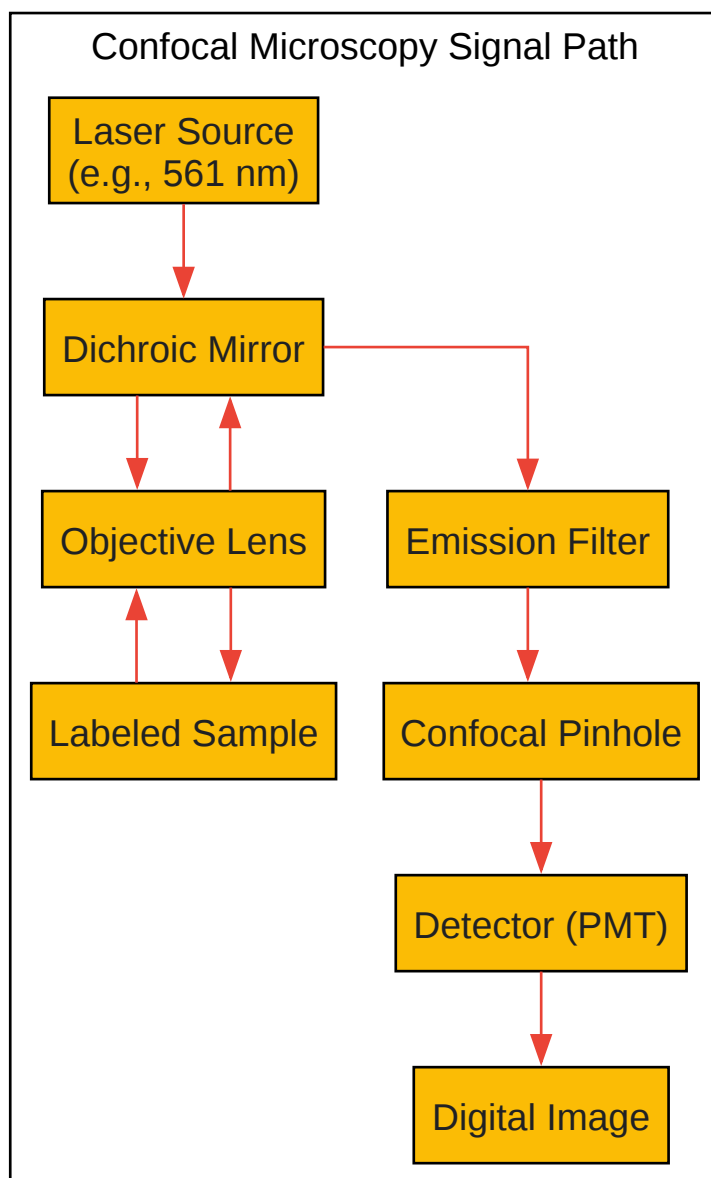 Confocal Microscopy Signal Path
Laser Source
(e.g., 561 nm)
Dichroic Mirror
Objective Lens
Emission Filter
Labeled Sample
Confocal Pinhole
Detector (PMT)
Digital Image